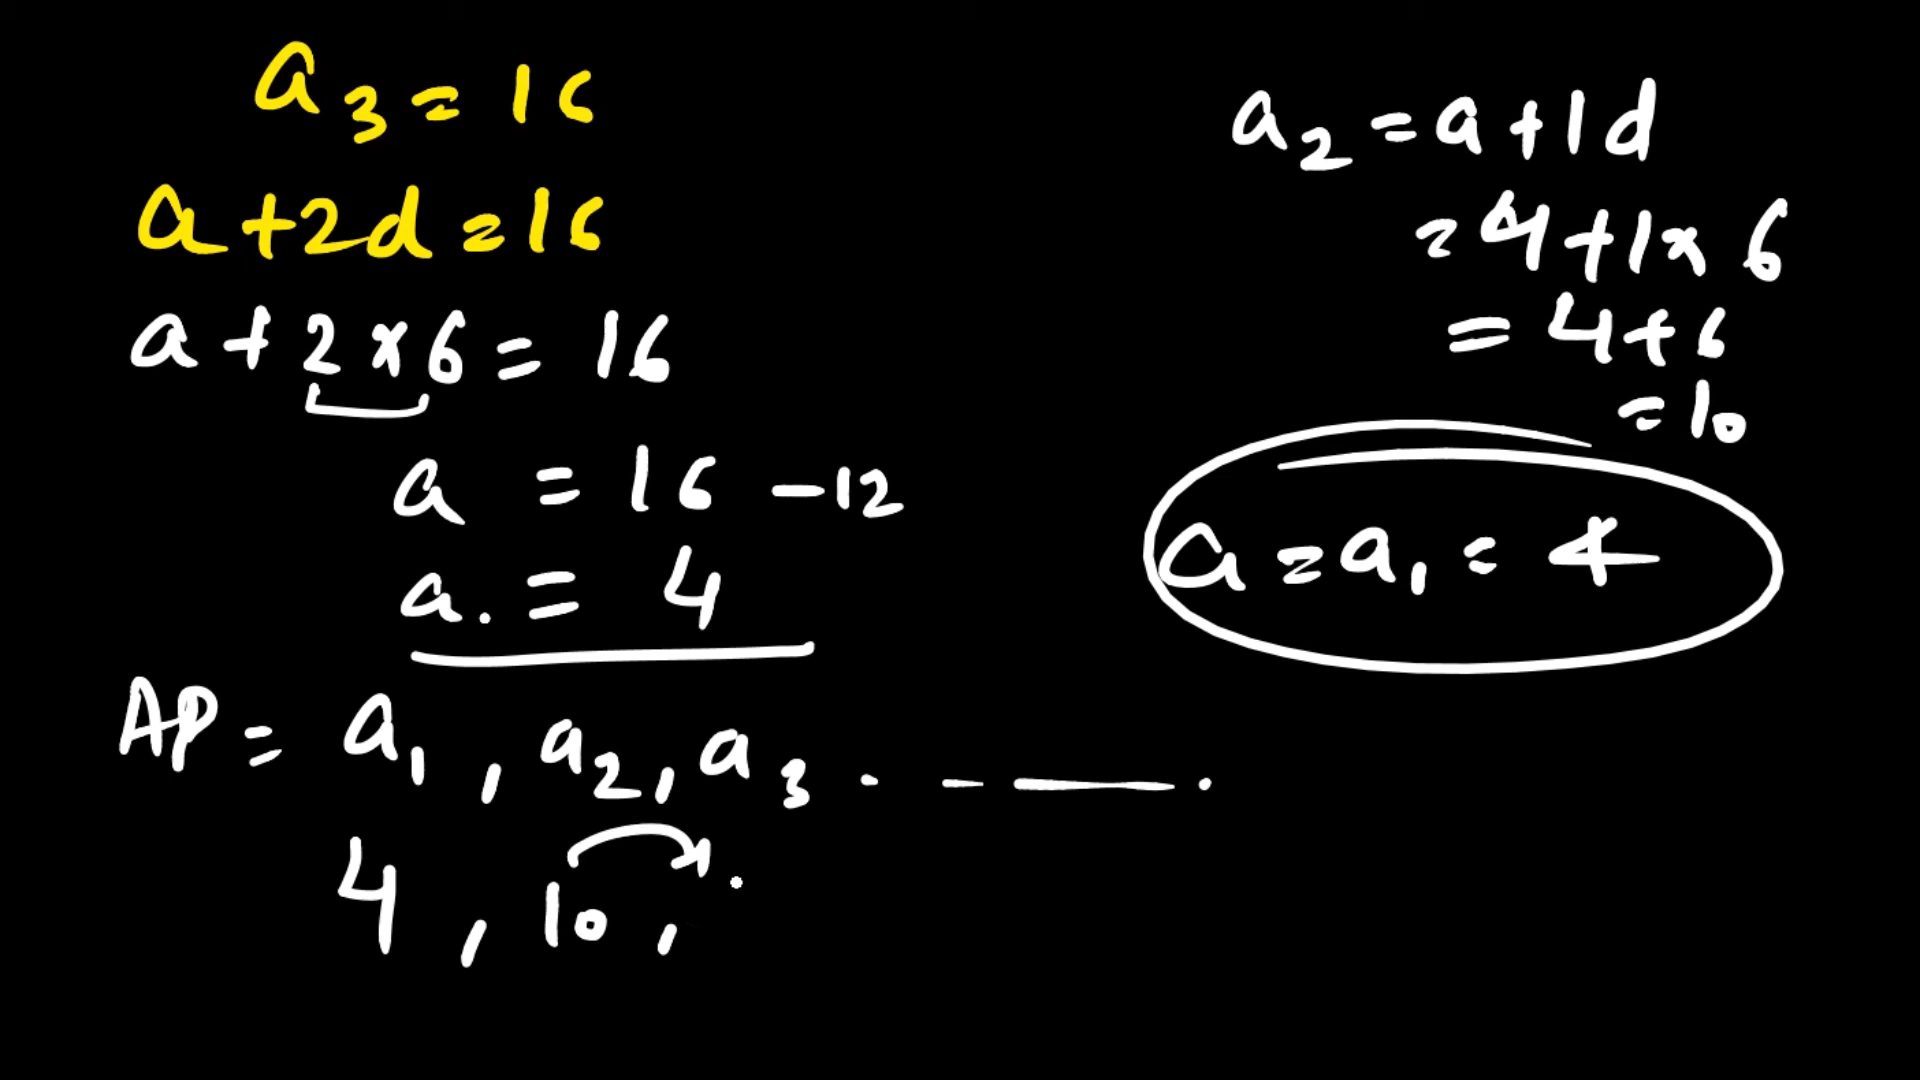 a₃ = 16
a + 2d = 16
a + 2 × 6 = 16
a = 16 - 12
a. = 4
AP = a₁, a₂, a₃ . - — .
4, 10,
a₂ = a + 1d
= 4 + 1 × 6
= 4 + 6
= 10
a = a₁ = 4